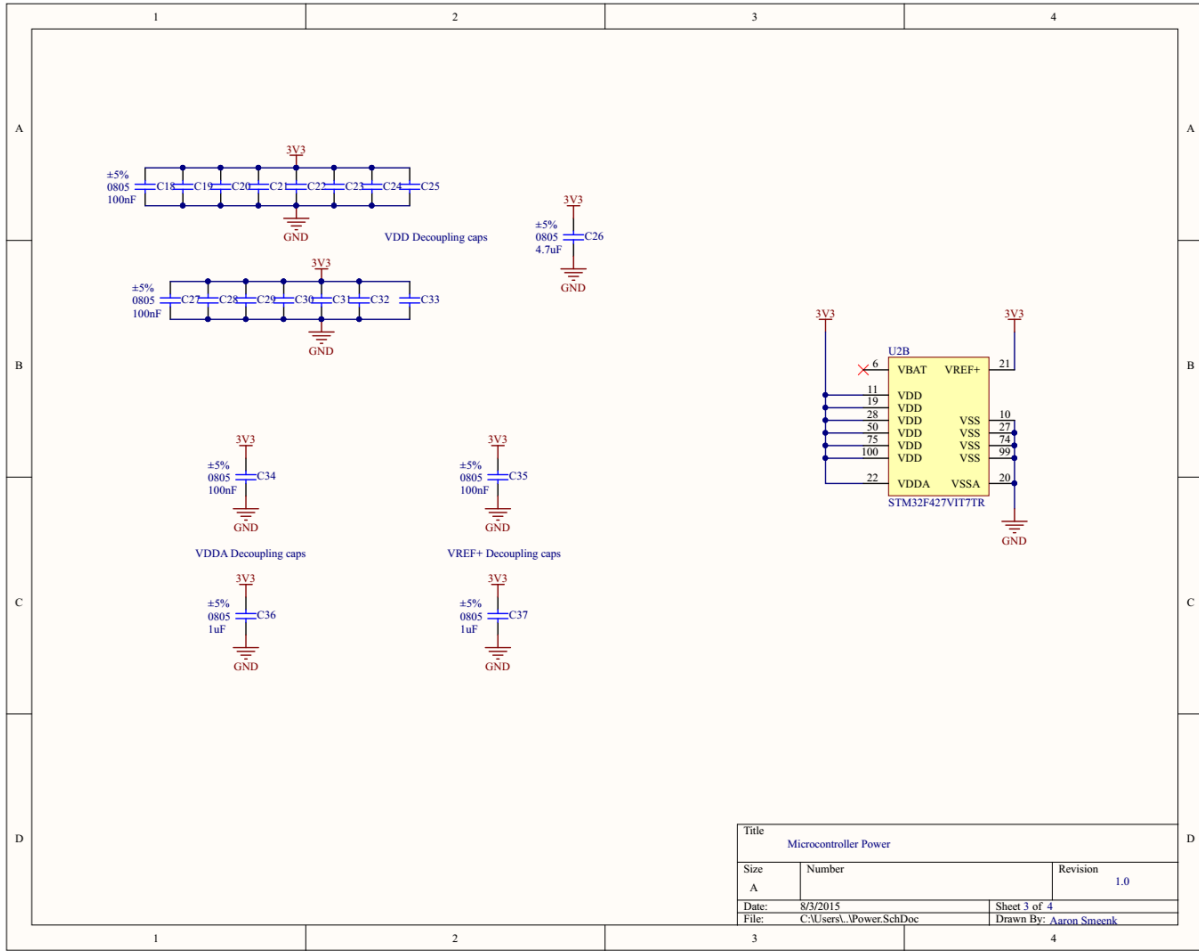 1 2 3 4
A A
3V3
±5%
0805 C18 C19 C20 C21 C22 C23 C24 C25
100nF
GND
VDD Decoupling caps
3V3
±5%
0805 C26
4.7uF
GND
3V3
±5%
0805 C27 C28 C29 C30 C31 C32 C33
100nF
GND
B B
3V3 3V3
U2B
6 VBAT VREF+ 21
11 VDD
19 VDD
28 VDD VSS 10
50 VDD VSS 27
75 VDD VSS 74
100 VDD VSS 99
22 VDDA VSSA 20
STM32F427VIT7TR
GND
3V3
±5%
0805 C34
100nF
GND
VDDA Decoupling caps
3V3
±5%
0805 C35
100nF
GND
VREF+ Decoupling caps
C C
3V3
±5%
0805 C36
1uF
GND
3V3
±5%
0805 C37
1uF
GND
D D
Title
Microcontroller Power
Size Number Revision
A 1.0
Date: 8/3/2015 Sheet 3 of 4
File: C:\Users\..\Power.SchDoc Drawn By: Aaron Smeenk
1 2 3 4